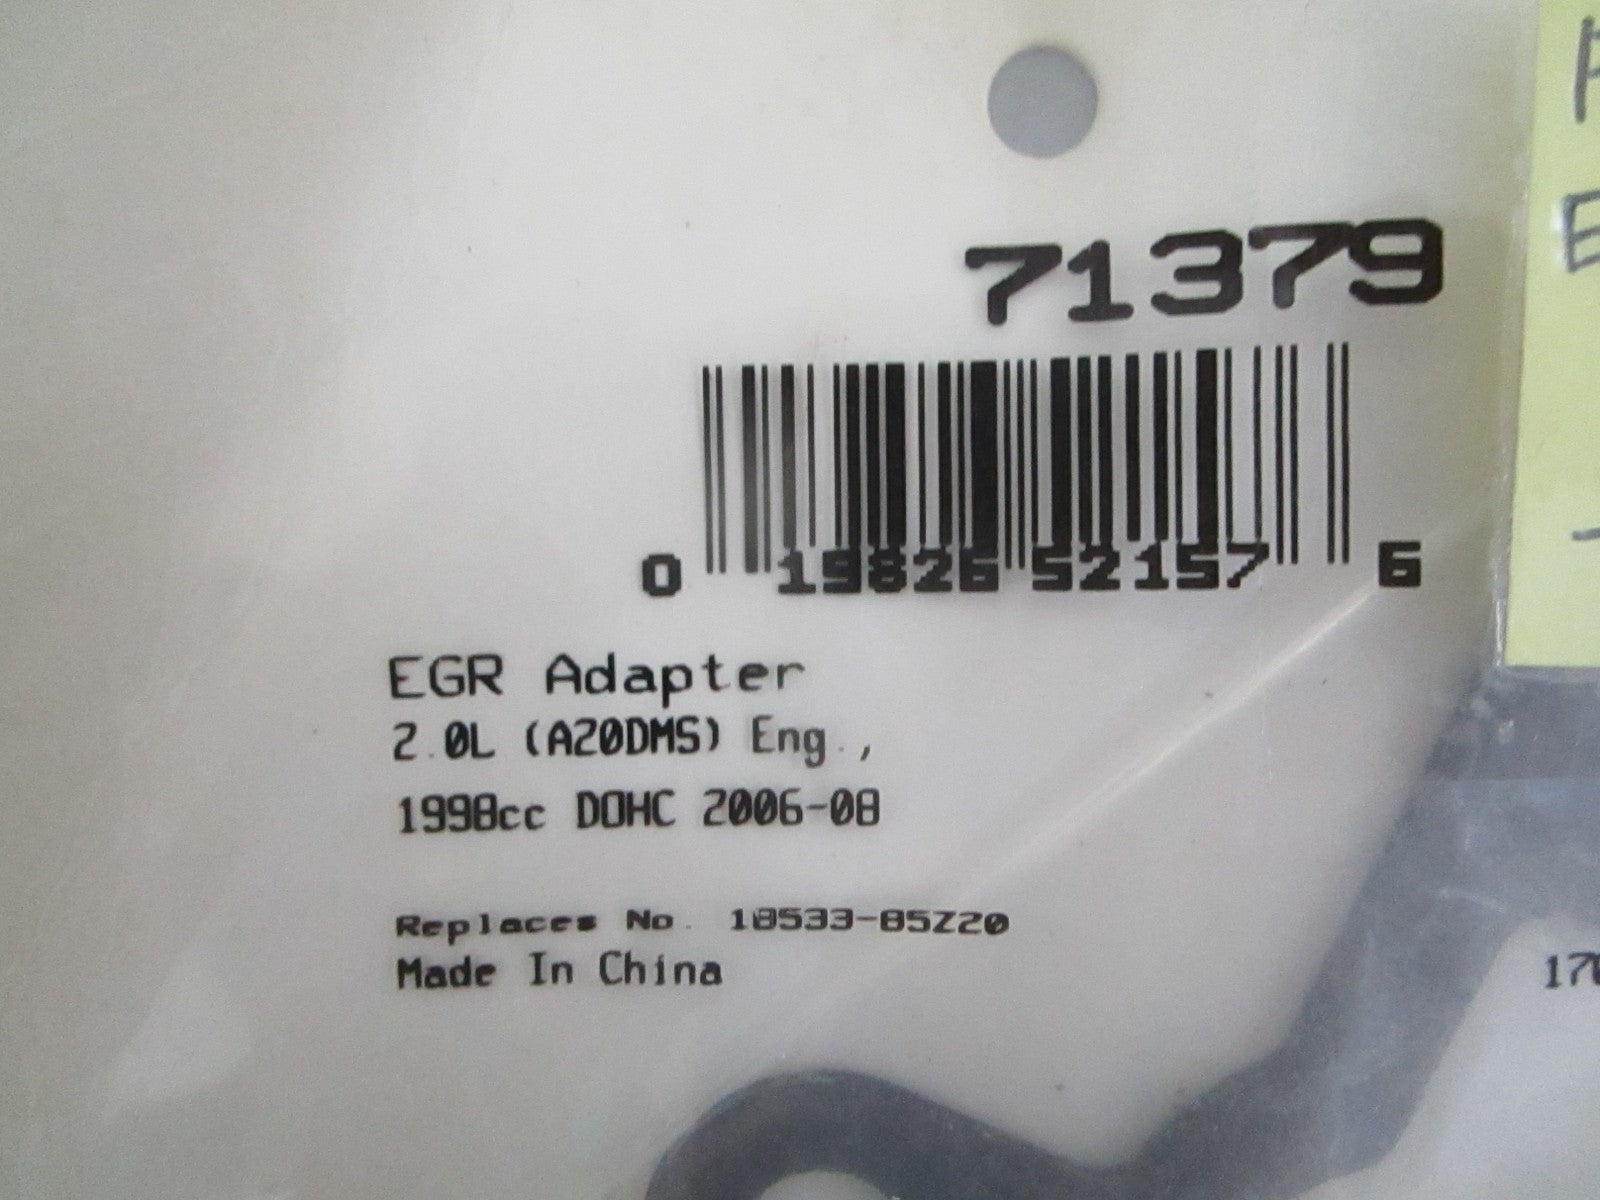 71379
0 19826 52157 6
EGR Adapter
2.0L (A20DMS) Eng.,
1998cc DOHC 2006-08
Replaces No. 18533-85Z20
Made In China